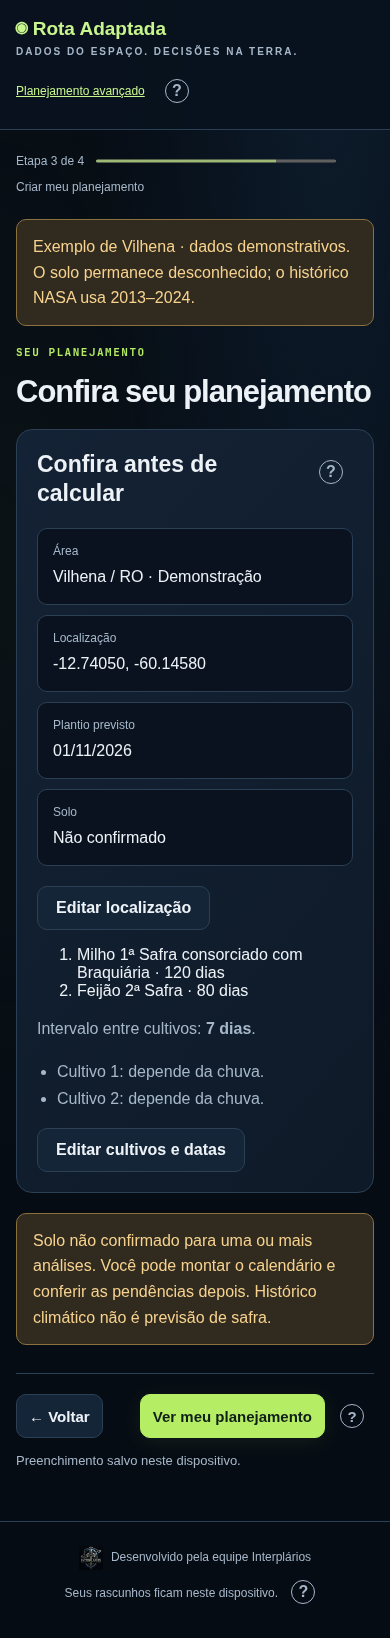 Rota Adaptada
DADOS DO ESPAÇO. DECISÕES NA TERRA.
Planejamento avançado ?
Etapa 3 de 4
Criar meu planejamento
Exemplo de Vilhena · dados demonstrativos.
O solo permanece desconhecido; o histórico
NASA usa 2013–2024.
SEU PLANEJAMENTO
Confira seu planejamento
Confira antes de
calcular
?
Área
Vilhena / RO · Demonstração
Localização
-12.74050, -60.14580
Plantio previsto
01/11/2026
Solo
Não confirmado
Editar localização
1. Milho 1ª Safra consorciado com
Braquiária · 120 dias
2. Feijão 2ª Safra · 80 dias
Intervalo entre cultivos: 7 dias.
• Cultivo 1: depende da chuva.
• Cultivo 2: depende da chuva.
Editar cultivos e datas
Solo não confirmado para uma ou mais
análises. Você pode montar o calendário e
conferir as pendências depois. Histórico
climático não é previsão de safra.
← Voltar Ver meu planejamento ?
Preenchimento salvo neste dispositivo.
Desenvolvido pela equipe Interplários
Seus rascunhos ficam neste dispositivo. ?